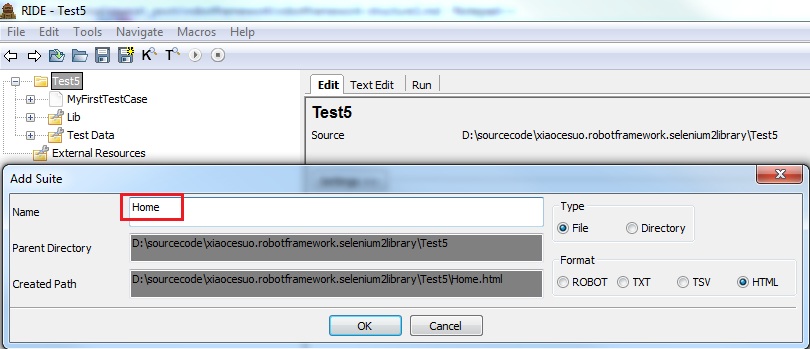 RIDE - Test5
File Edit Tools Navigate Macros Help
K T
Test5
MyFirstTestCase
Lib
Test Data
External Resources
Edit Text Edit Run
Test5
Source D:\sourcecode\xiaocesuo.robotframework.selenium2library\Test5
Add Suite
Name Home
Parent Directory D:\sourcecode\xiaocesuo.robotframework.selenium2library\Test5
Created Path D:\sourcecode\xiaocesuo.robotframework.selenium2library\Test5\Home.html
Type
File Directory
Format
ROBOT TXT TSV HTML
OK Cancel